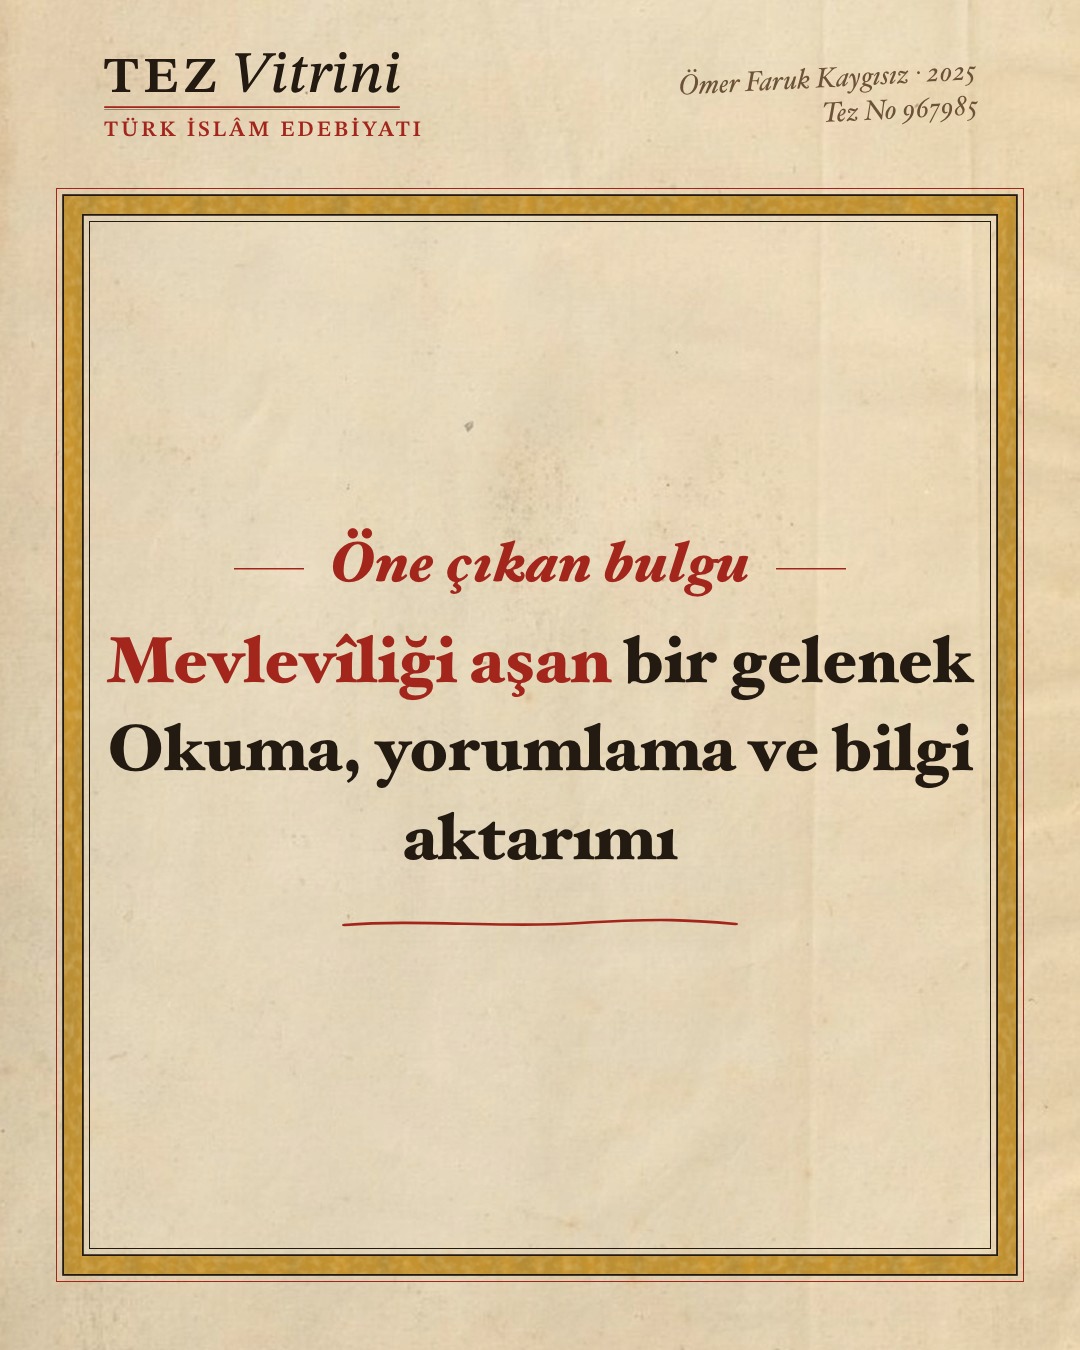 TEZ Vitrini
TÜRK İSLÂM EDEBİYATI
Ömer Faruk Kaygısız · 2025
Tez No 967985
Öne çıkan bulgu
Mevlevîliği aşan bir gelenek
Okuma, yorumlama ve bilgi
aktarımı